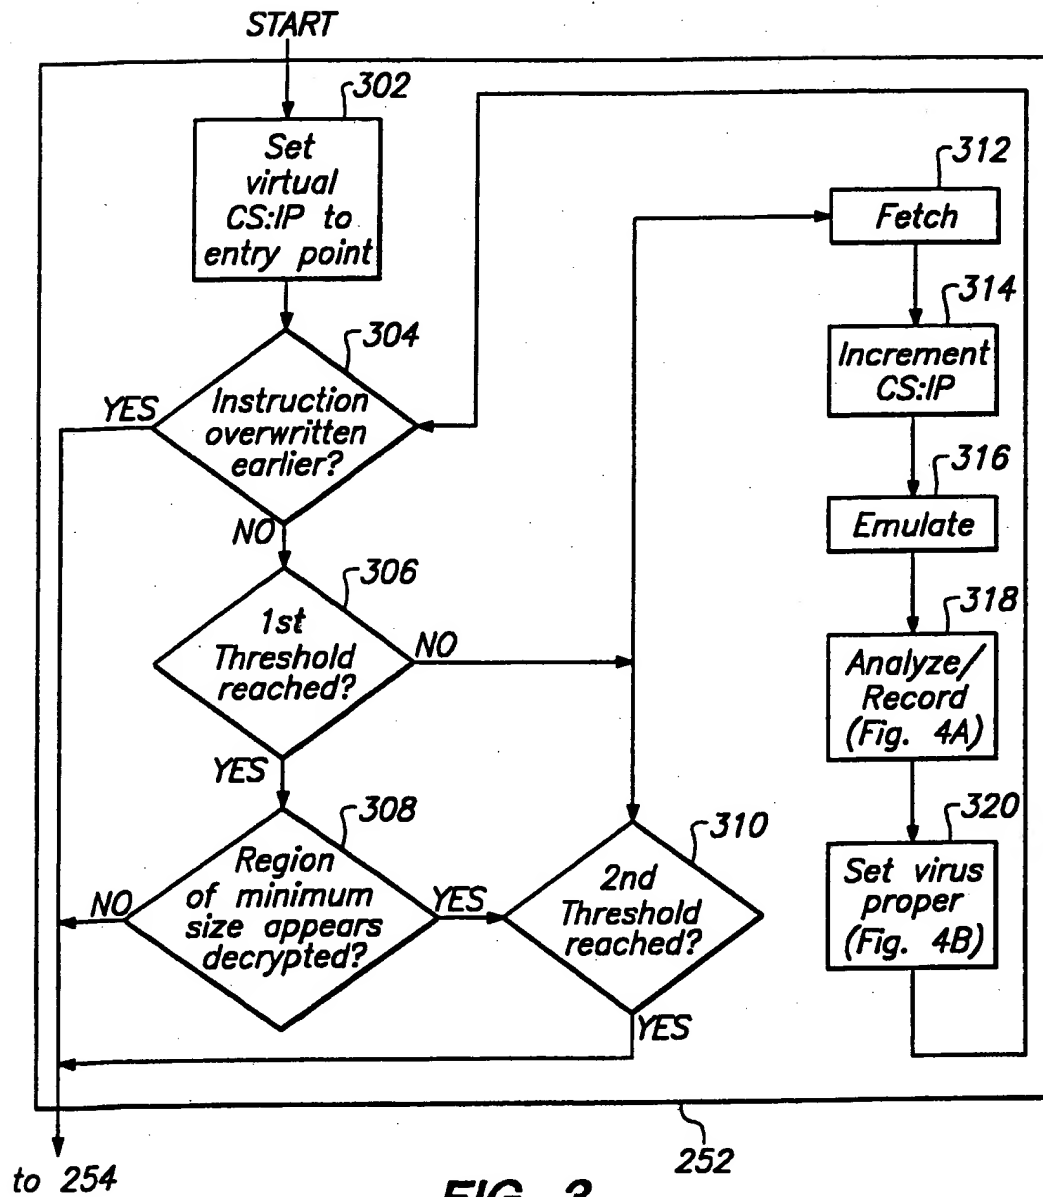 START
302
Set
virtual
CS:IP to
entry point
304
Instruction
overwritten
earlier?
YES
NO
306
1st
Threshold
reached?
NO
YES
308
Region
of minimum
size appears
decrypted?
NO
YES
310
2nd
Threshold
reached?
YES
312
Fetch
314
Increment
CS:IP
316
Emulate
318
Analyze/
Record
(Fig. 4A)
320
Set virus
proper
(Fig. 4B)
252
to 254
FIG. 3